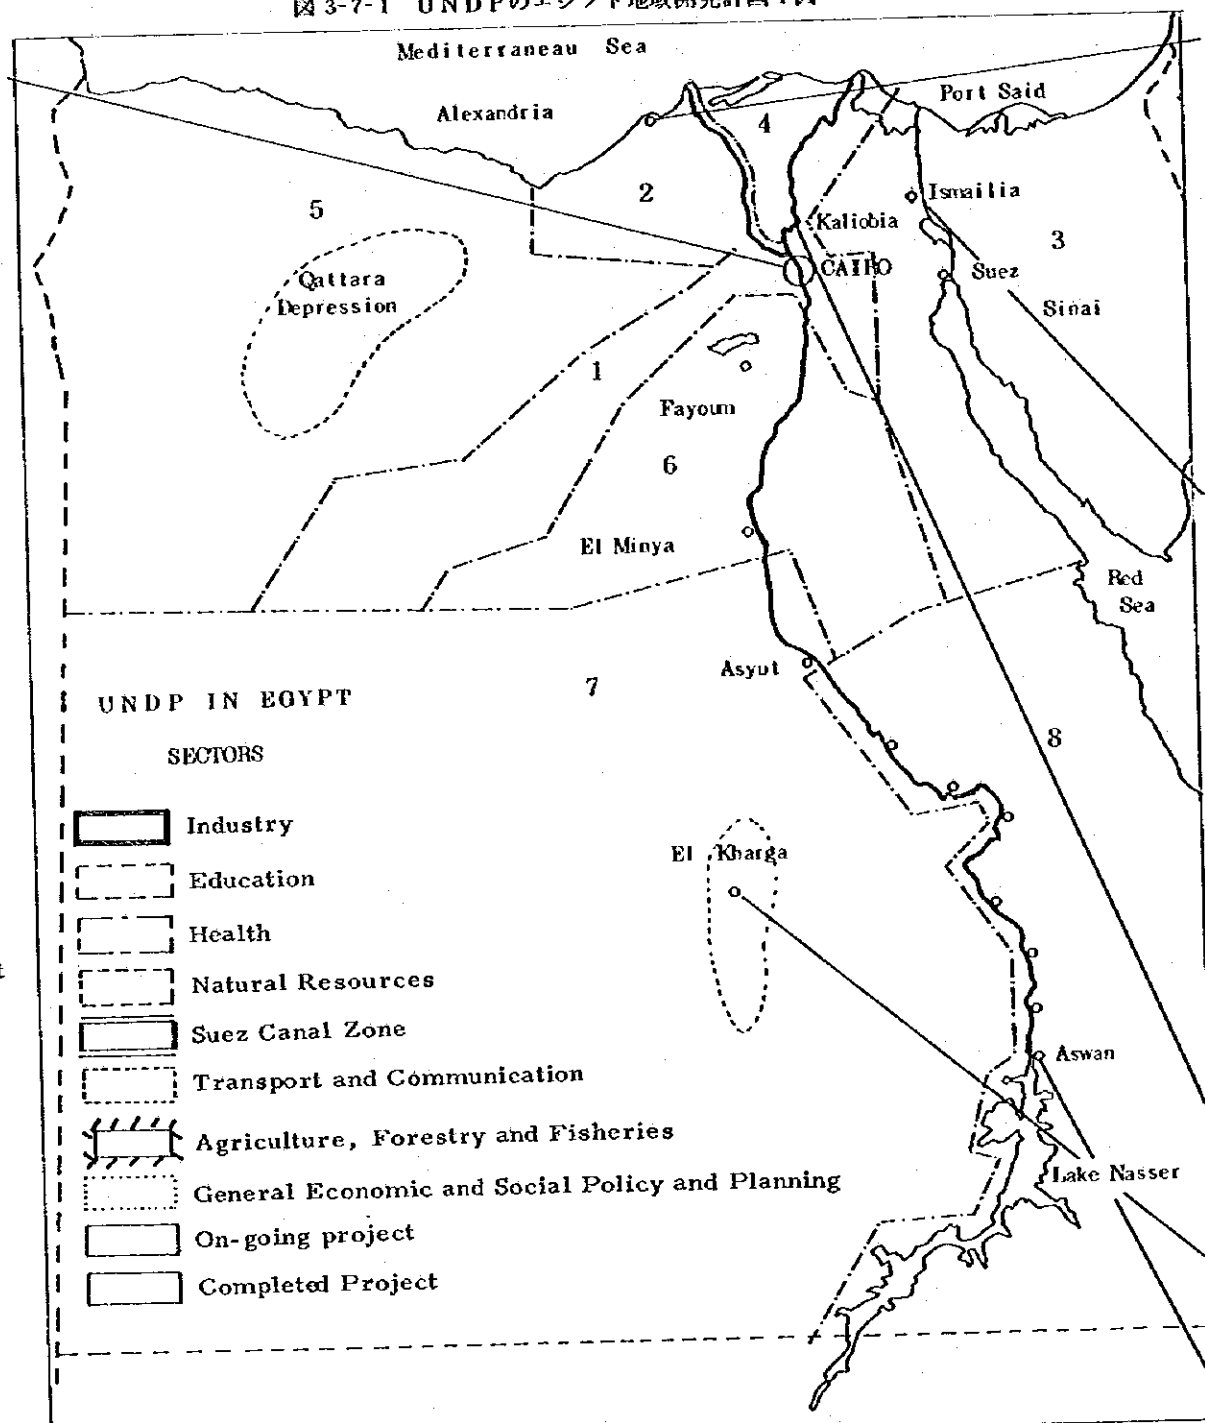 図 3-7-1 UNDPのエジプト地域開発計画
Mediterraneau Sea
Alexandria
Port Said
4
2
5
Ismailia
Kaliobia
3
Qattara
Depression
CAIRO
Suez
Sinai
1
Fayoum
6
El Minya
Red
Sea
Asyut
7
8
UNDP IN EGYPT
SECTORS
Industry
Education
Health
Natural Resources
Suez Canal Zone
Transport and Communication
Agriculture, Forestry and Fisheries
General Economic and Social Policy and Planning
On-going project
Completed Project
El Kharga
Aswan
Lake Nasser
t